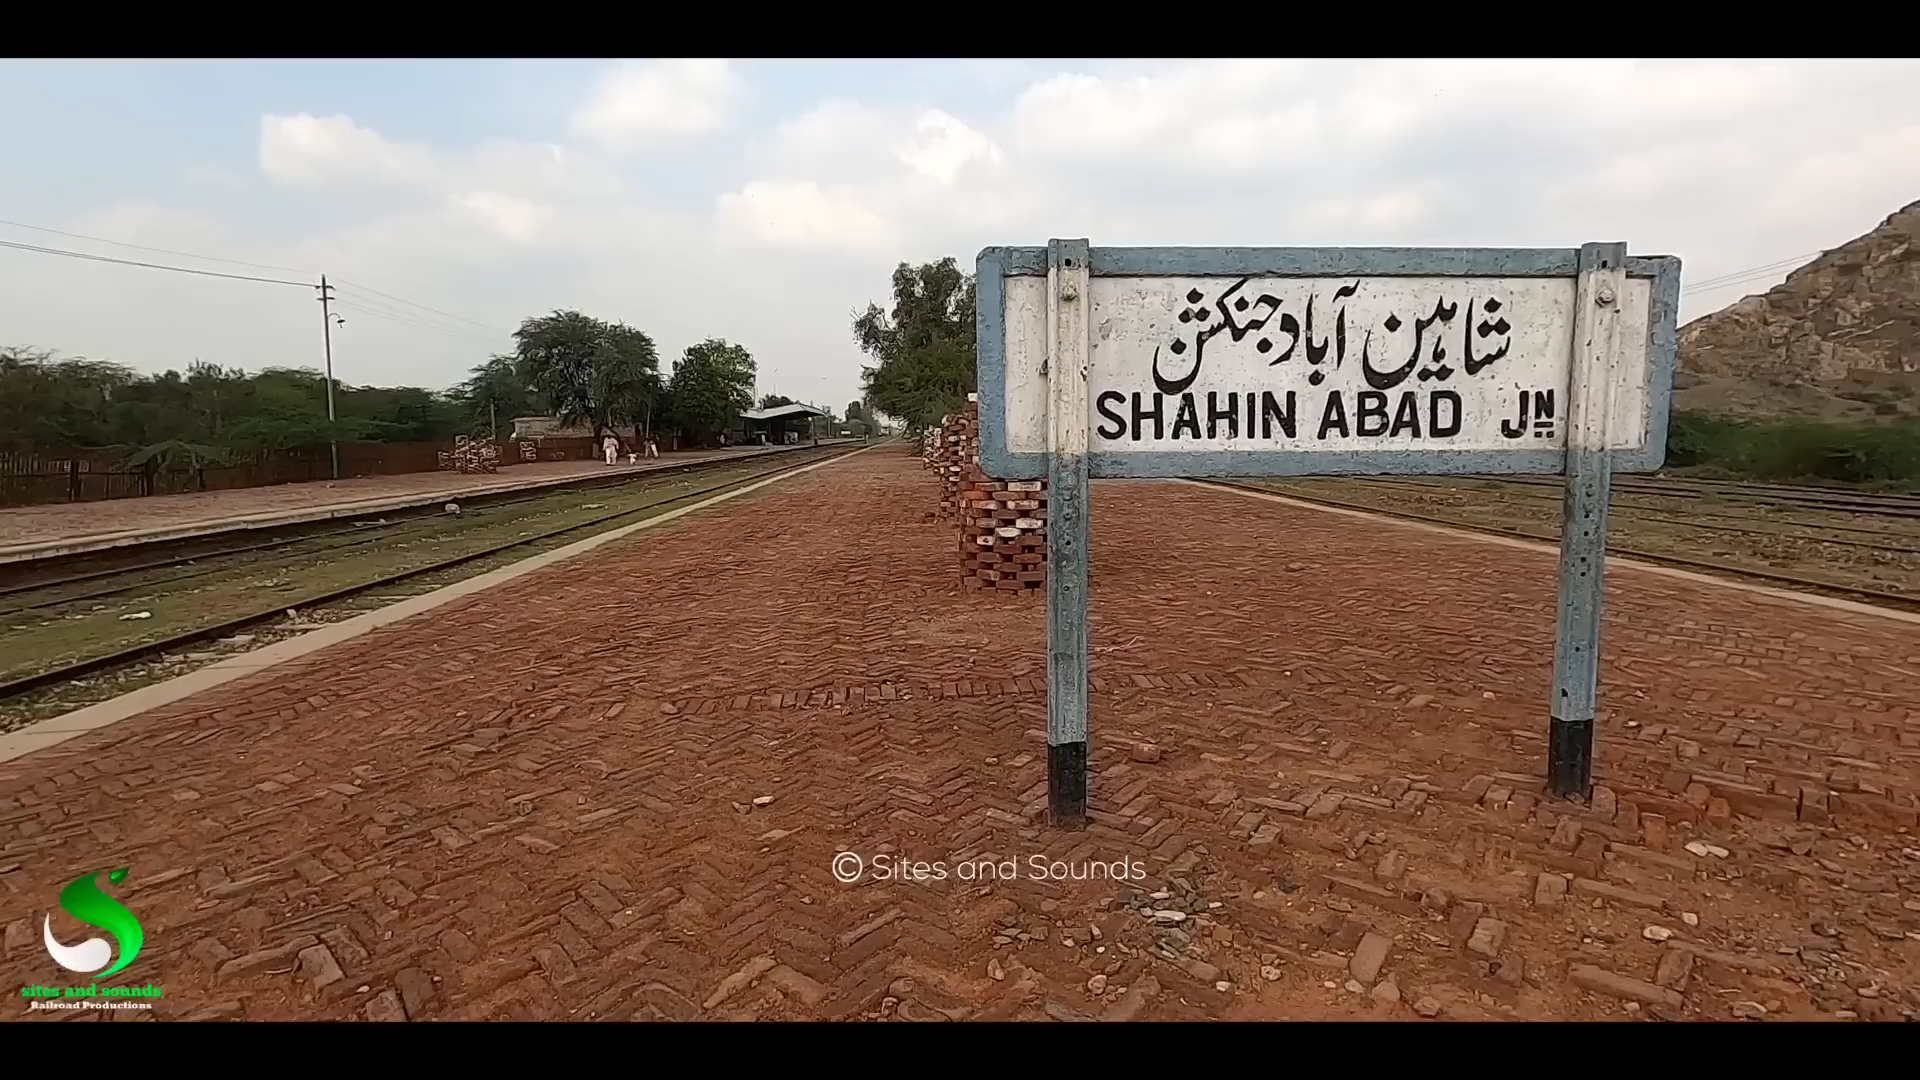 شاہین آباد جنکشن
SHAHIN ABAD JN
© Sites and Sounds
sites and sounds
Railroad Productions